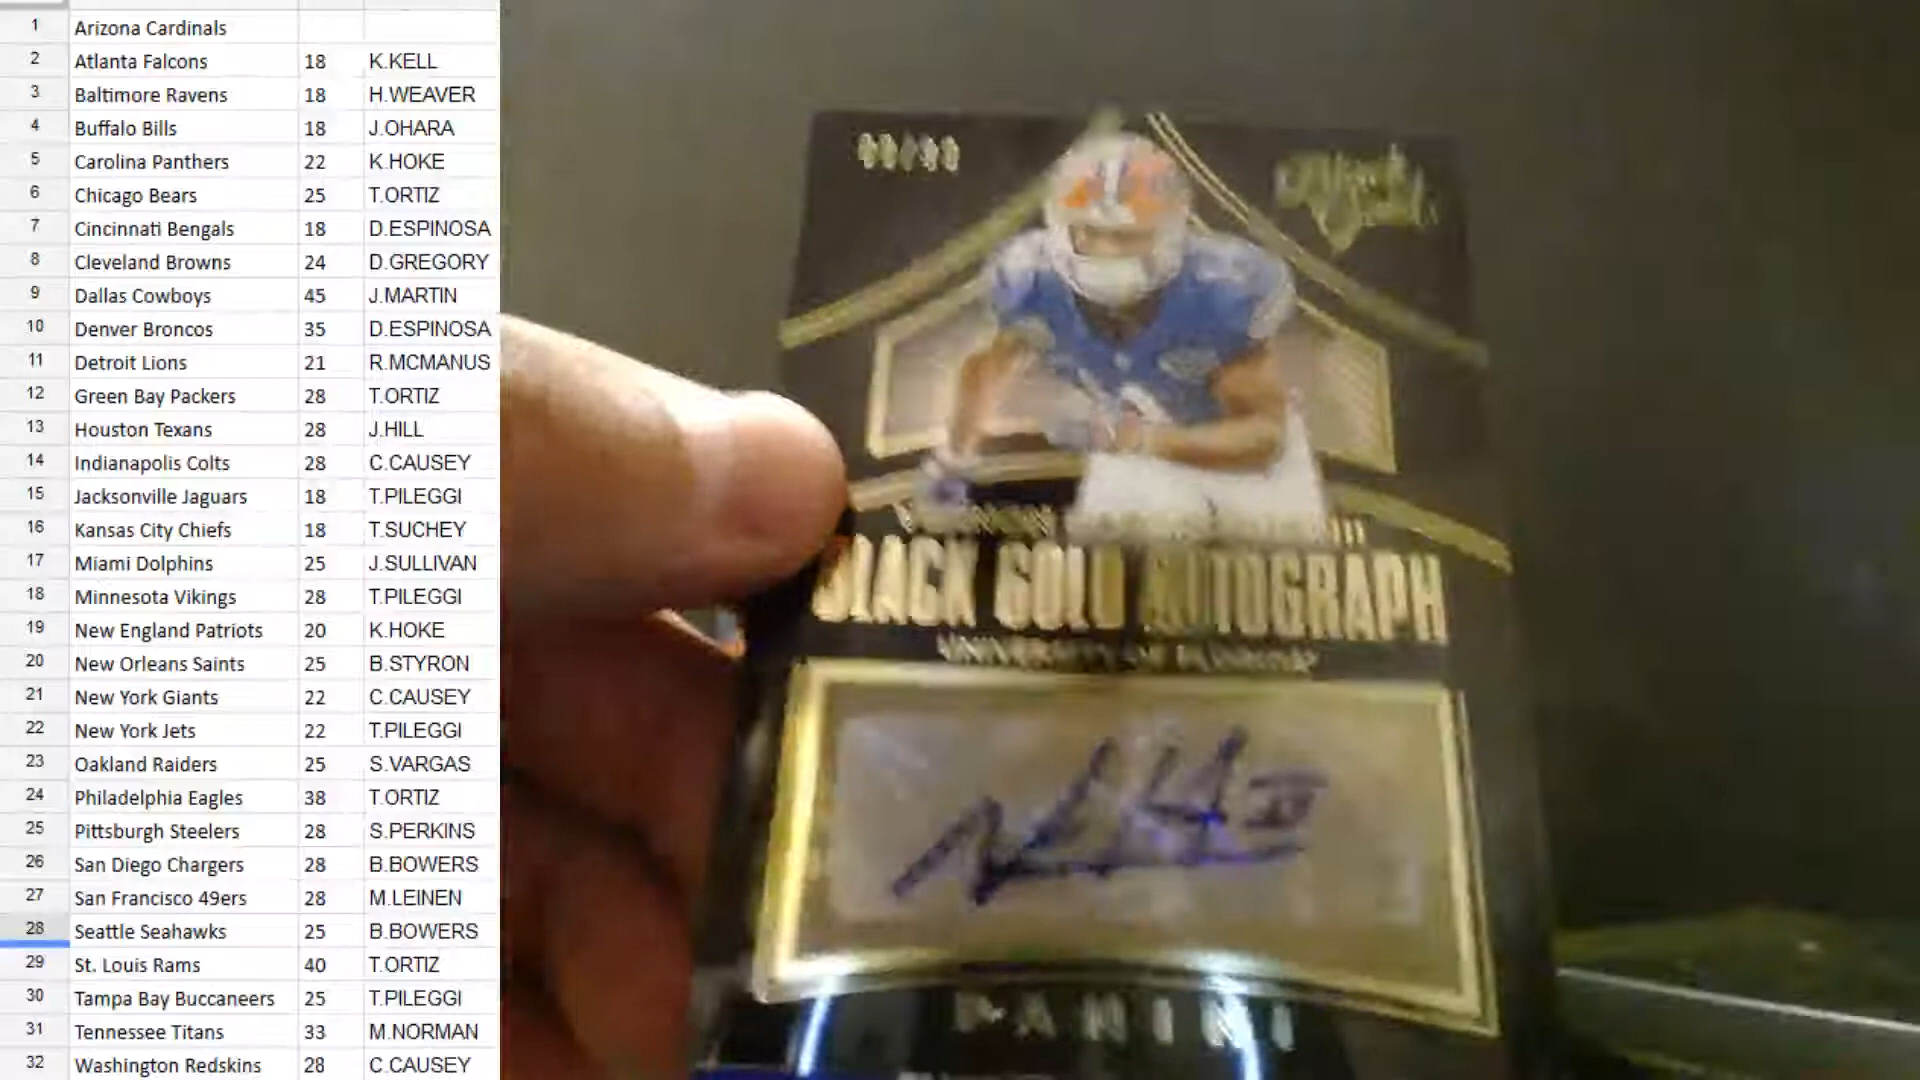 1 Arizona Cardinals
2 Atlanta Falcons 18 K.KELL
3 Baltimore Ravens 18 H.WEAVER
4 Buffalo Bills 18 J.OHARA
5 Carolina Panthers 22 K.HOKE
6 Chicago Bears 25 T.ORTIZ
7 Cincinnati Bengals 18 D.ESPINOSA
8 Cleveland Browns 24 D.GREGORY
9 Dallas Cowboys 45 J.MARTIN
10 Denver Broncos 35 D.ESPINOSA
11 Detroit Lions 21 R.MCMANUS
12 Green Bay Packers 28 T.ORTIZ
13 Houston Texans 28 J.HILL
14 Indianapolis Colts 28 C.CAUSEY
15 Jacksonville Jaguars 18 T.PILEGGI
16 Kansas City Chiefs 18 T.SUCHEY
17 Miami Dolphins 25 J.SULLIVAN
18 Minnesota Vikings 28 T.PILEGGI
19 New England Patriots 20 K.HOKE
20 New Orleans Saints 25 B.STYRON
21 New York Giants 22 C.CAUSEY
22 New York Jets 22 T.PILEGGI
23 Oakland Raiders 25 S.VARGAS
24 Philadelphia Eagles 38 T.ORTIZ
25 Pittsburgh Steelers 28 S.PERKINS
26 San Diego Chargers 28 B.BOWERS
27 San Francisco 49ers 28 M.LEINEN
28 Seattle Seahawks 25 B.BOWERS
29 St. Louis Rams 40 T.ORTIZ
30 Tampa Bay Buccaneers 25 T.PILEGGI
31 Tennessee Titans 33 M.NORMAN
32 Washington Redskins 28 C.CAUSEY
BLACK GOLD AUTOGRAPH
UNIVERSITY OF FLORIDA
PANINI